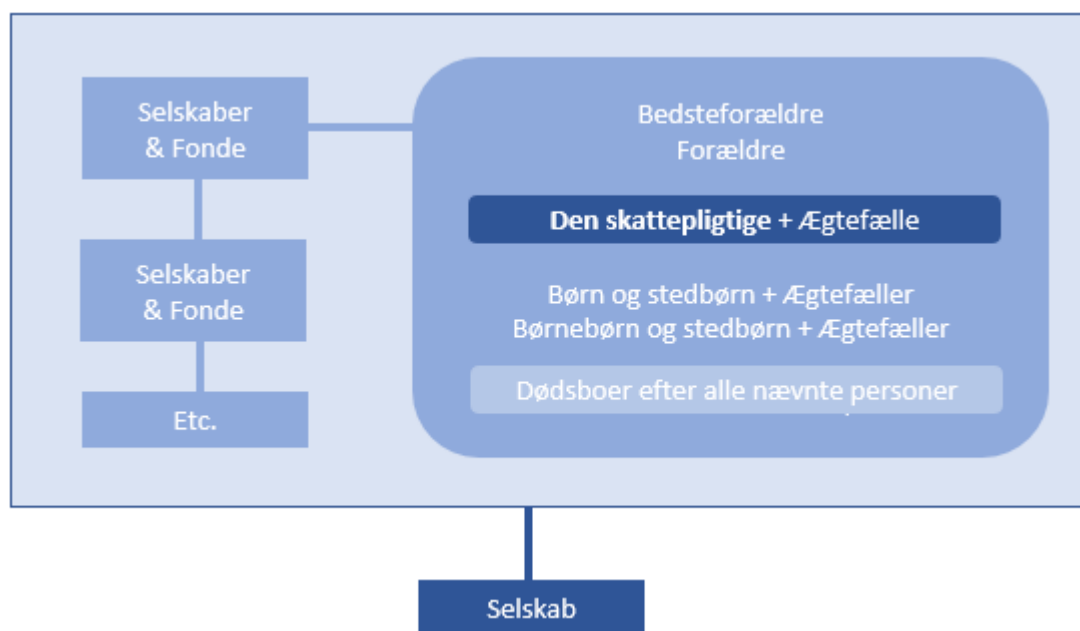 Selskaber
& Fonde
Selskaber
& Fonde
Etc.
Bedsteforældre
Forældre
Den skattepligtige + Ægtefælle
Børn og stedbørn + Ægtefæller
Børnebørn og stedbørn + Ægtefæller
Dødsboer efter alle nævnte personer
Selskab